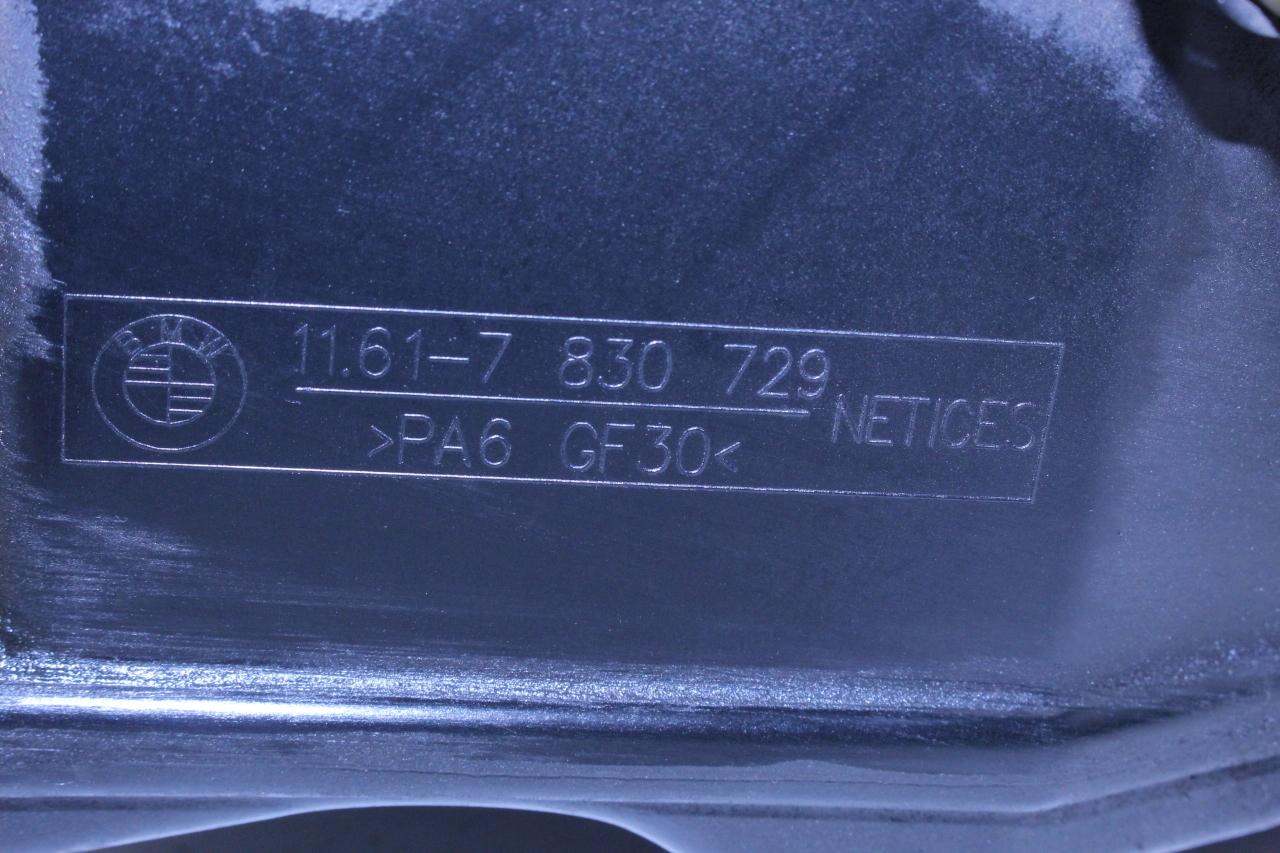 BMW
11.61-7 830 729
>PA6 GF30<
NETICES